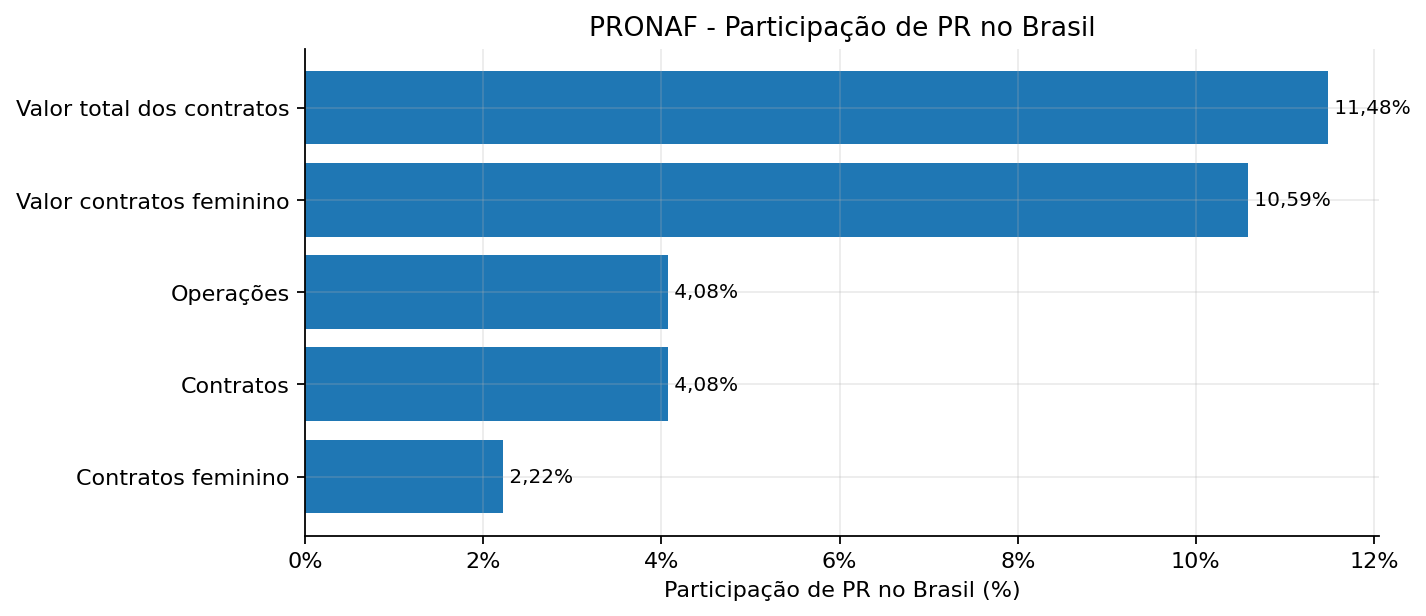 PRONAF - Participação de PR no Brasil
Valor total dos contratos
11,48%
Valor contratos feminino
10,59%
Operações
4,08%
Contratos
4,08%
Contratos feminino
2,22%
0% 2% 4% 6% 8% 10% 12%
Participação de PR no Brasil (%)